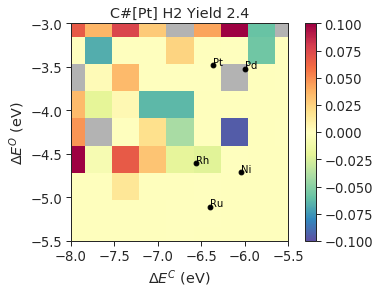 C#[Pt] H2 Yield 2.4
ΔE^O (eV)
−3.0
−3.5
−4.0
−4.5
−5.0
−5.5
Pt
Pd
Rh
Ni
Ru
−8.0 −7.5 −7.0 −6.5 −6.0 −5.5
ΔE^C (eV)
0.100
0.075
0.050
0.025
0.000
−0.025
−0.050
−0.075
−0.100